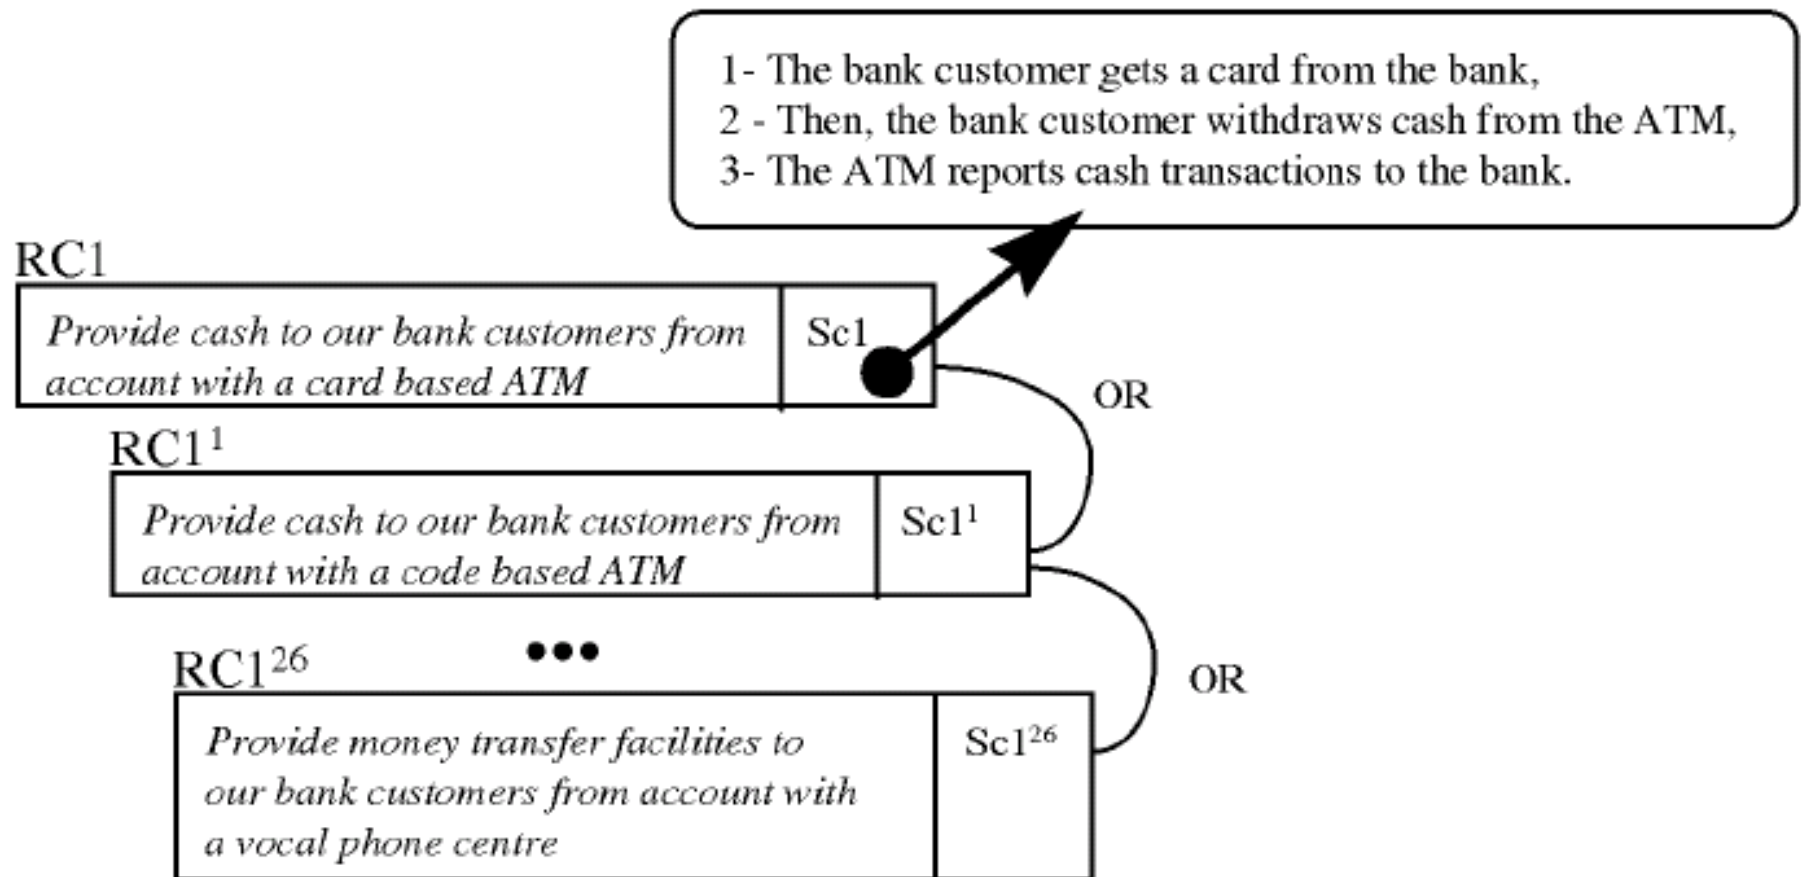 1- The bank customer gets a card from the bank,
2 - Then, the bank customer withdraws cash from the ATM,
3- The ATM reports cash transactions to the bank.
RC1
Provide cash to our bank customers from
account with a card based ATM
Sc1
OR
RC1¹
Provide cash to our bank customers from
account with a code based ATM
Sc1¹
RC1²⁶
OR
Provide money transfer facilities to
our bank customers from account with
a vocal phone centre
Sc1²⁶